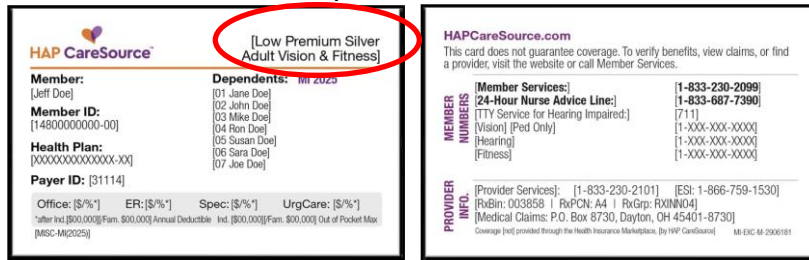 HAP CareSource
[Low Premium Silver
Adult Vision & Fitness]
Member:
[Jeff Doe]
Member ID:
[14800000000-00]
Health Plan:
[XXXXXXXXXXXXX-XX]
Payer ID: [31114]
Dependents: MI 2025
[01 Jane Doe]
[02 John Doe]
[03 Mike Doe]
[04 Ron Doe]
[05 Susan Doe]
[06 Sara Doe]
[07 Joe Doe]
Office: [$/%*] ER: [$/%*] Spec: [$/%*] UrgCare: [$/%*]
*after Ind.[$00,000][/Fam. $00,000] Annual Deductible Ind. [$00,000][/Fam. $00,000] Out of Pocket Max
[MISC-MI(2025)]
HAPCareSource.com
This card does not guarantee coverage. To verify benefits, view claims, or find
a provider, visit the website or call Member Services.
MEMBER
NUMBERS
[Member Services:] [1-833-230-2099]
[24-Hour Nurse Advice Line:] [1-833-687-7390]
[TTY Service for Hearing Impaired:] [711]
[Vision] [Ped Only] [1-XXX-XXX-XXXX]
[Hearing] [1-XXX-XXX-XXXX]
[Fitness] [1-XXX-XXX-XXXX]
PROVIDER
INFO.
[Provider Services]: [1-833-230-2101] [ESI: 1-866-759-1530]
[RxBin: 003858 | RxPCN: A4 | RxGrp: RXINN04]
[Medical Claims: P.O. Box 8730, Dayton, OH 45401-8730]
Coverage [not] provided through the Health Insurance Marketplace, [by HAP CareSource] MI-EXC-M-2906181